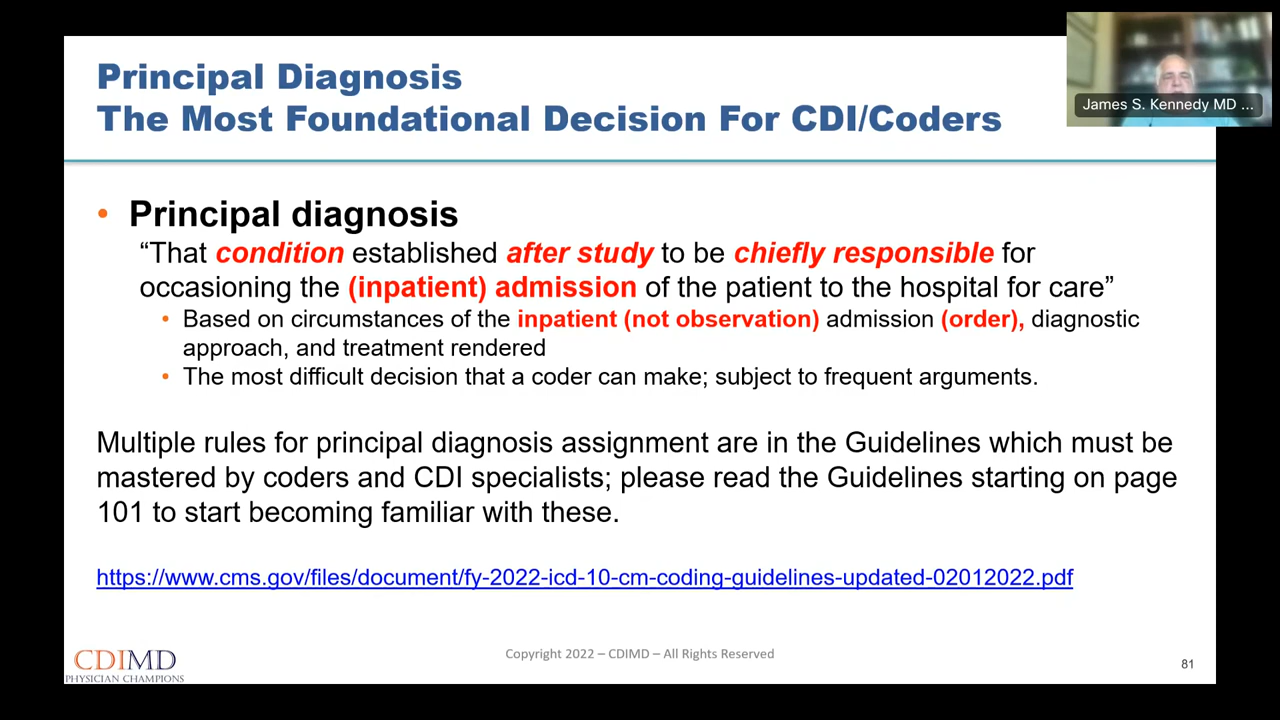 Principal Diagnosis
The Most Foundational Decision For CDI/Coders
James S. Kennedy MD ...
• Principal diagnosis
“That condition established after study to be chiefly responsible for
occasioning the (inpatient) admission of the patient to the hospital for care”
• Based on circumstances of the inpatient (not observation) admission (order), diagnostic
approach, and treatment rendered
• The most difficult decision that a coder can make; subject to frequent arguments.
Multiple rules for principal diagnosis assignment are in the Guidelines which must be
mastered by coders and CDI specialists; please read the Guidelines starting on page
101 to start becoming familiar with these.
https://www.cms.gov/files/document/fy-2022-icd-10-cm-coding-guidelines-updated-02012022.pdf
CDIMD
PHYSICIAN CHAMPIONS
Copyright 2022 – CDIMD – All Rights Reserved
81